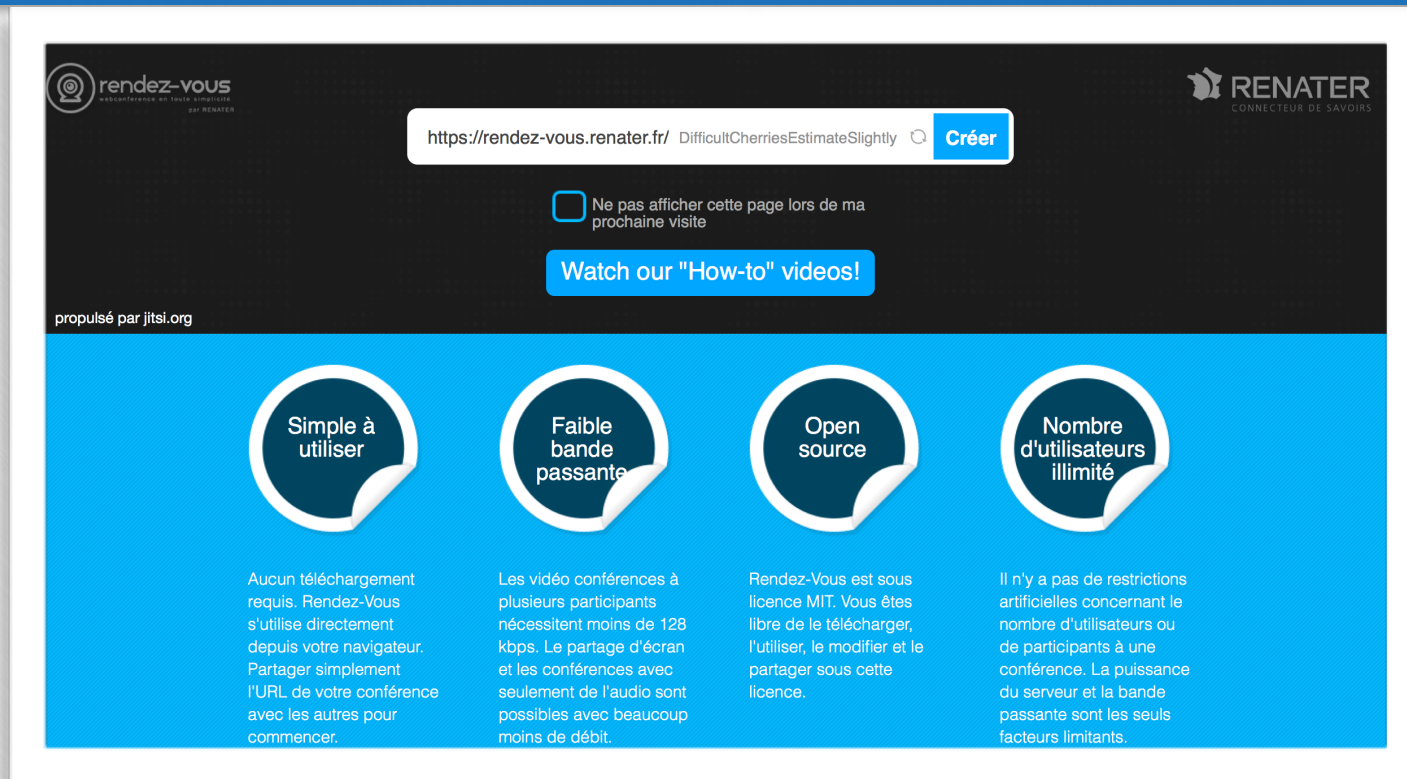 rendez-vous
webconference en toute simplicité
par RENATER
RENATER
CONNECTEUR DE SAVOIRS
https://rendez-vous.renater.fr/ DifficultCherriesEstimateSlightly Créer
Ne pas afficher cette page lors de ma
prochaine visite
Watch our "How-to" videos!
propulsé par jitsi.org
Simple à
utiliser
Faible
bande
passante
Open
source
Nombre
d'utilisateurs
illimité
Aucun téléchargement
requis. Rendez-Vous
s'utilise directement
depuis votre navigateur.
Partager simplement
l'URL de votre conférence
avec les autres pour
commencer.
Les vidéo conférences à
plusieurs participants
nécessitent moins de 128
kbps. Le partage d'écran
et les conférences avec
seulement de l'audio sont
possibles avec beaucoup
moins de débit.
Rendez-Vous est sous
licence MIT. Vous êtes
libre de le télécharger,
l'utiliser, le modifier et le
partager sous cette
licence.
Il n'y a pas de restrictions
artificielles concernant le
nombre d'utilisateurs ou
de participants à une
conférence. La puissance
du serveur et la bande
passante sont les seuls
facteurs limitants.